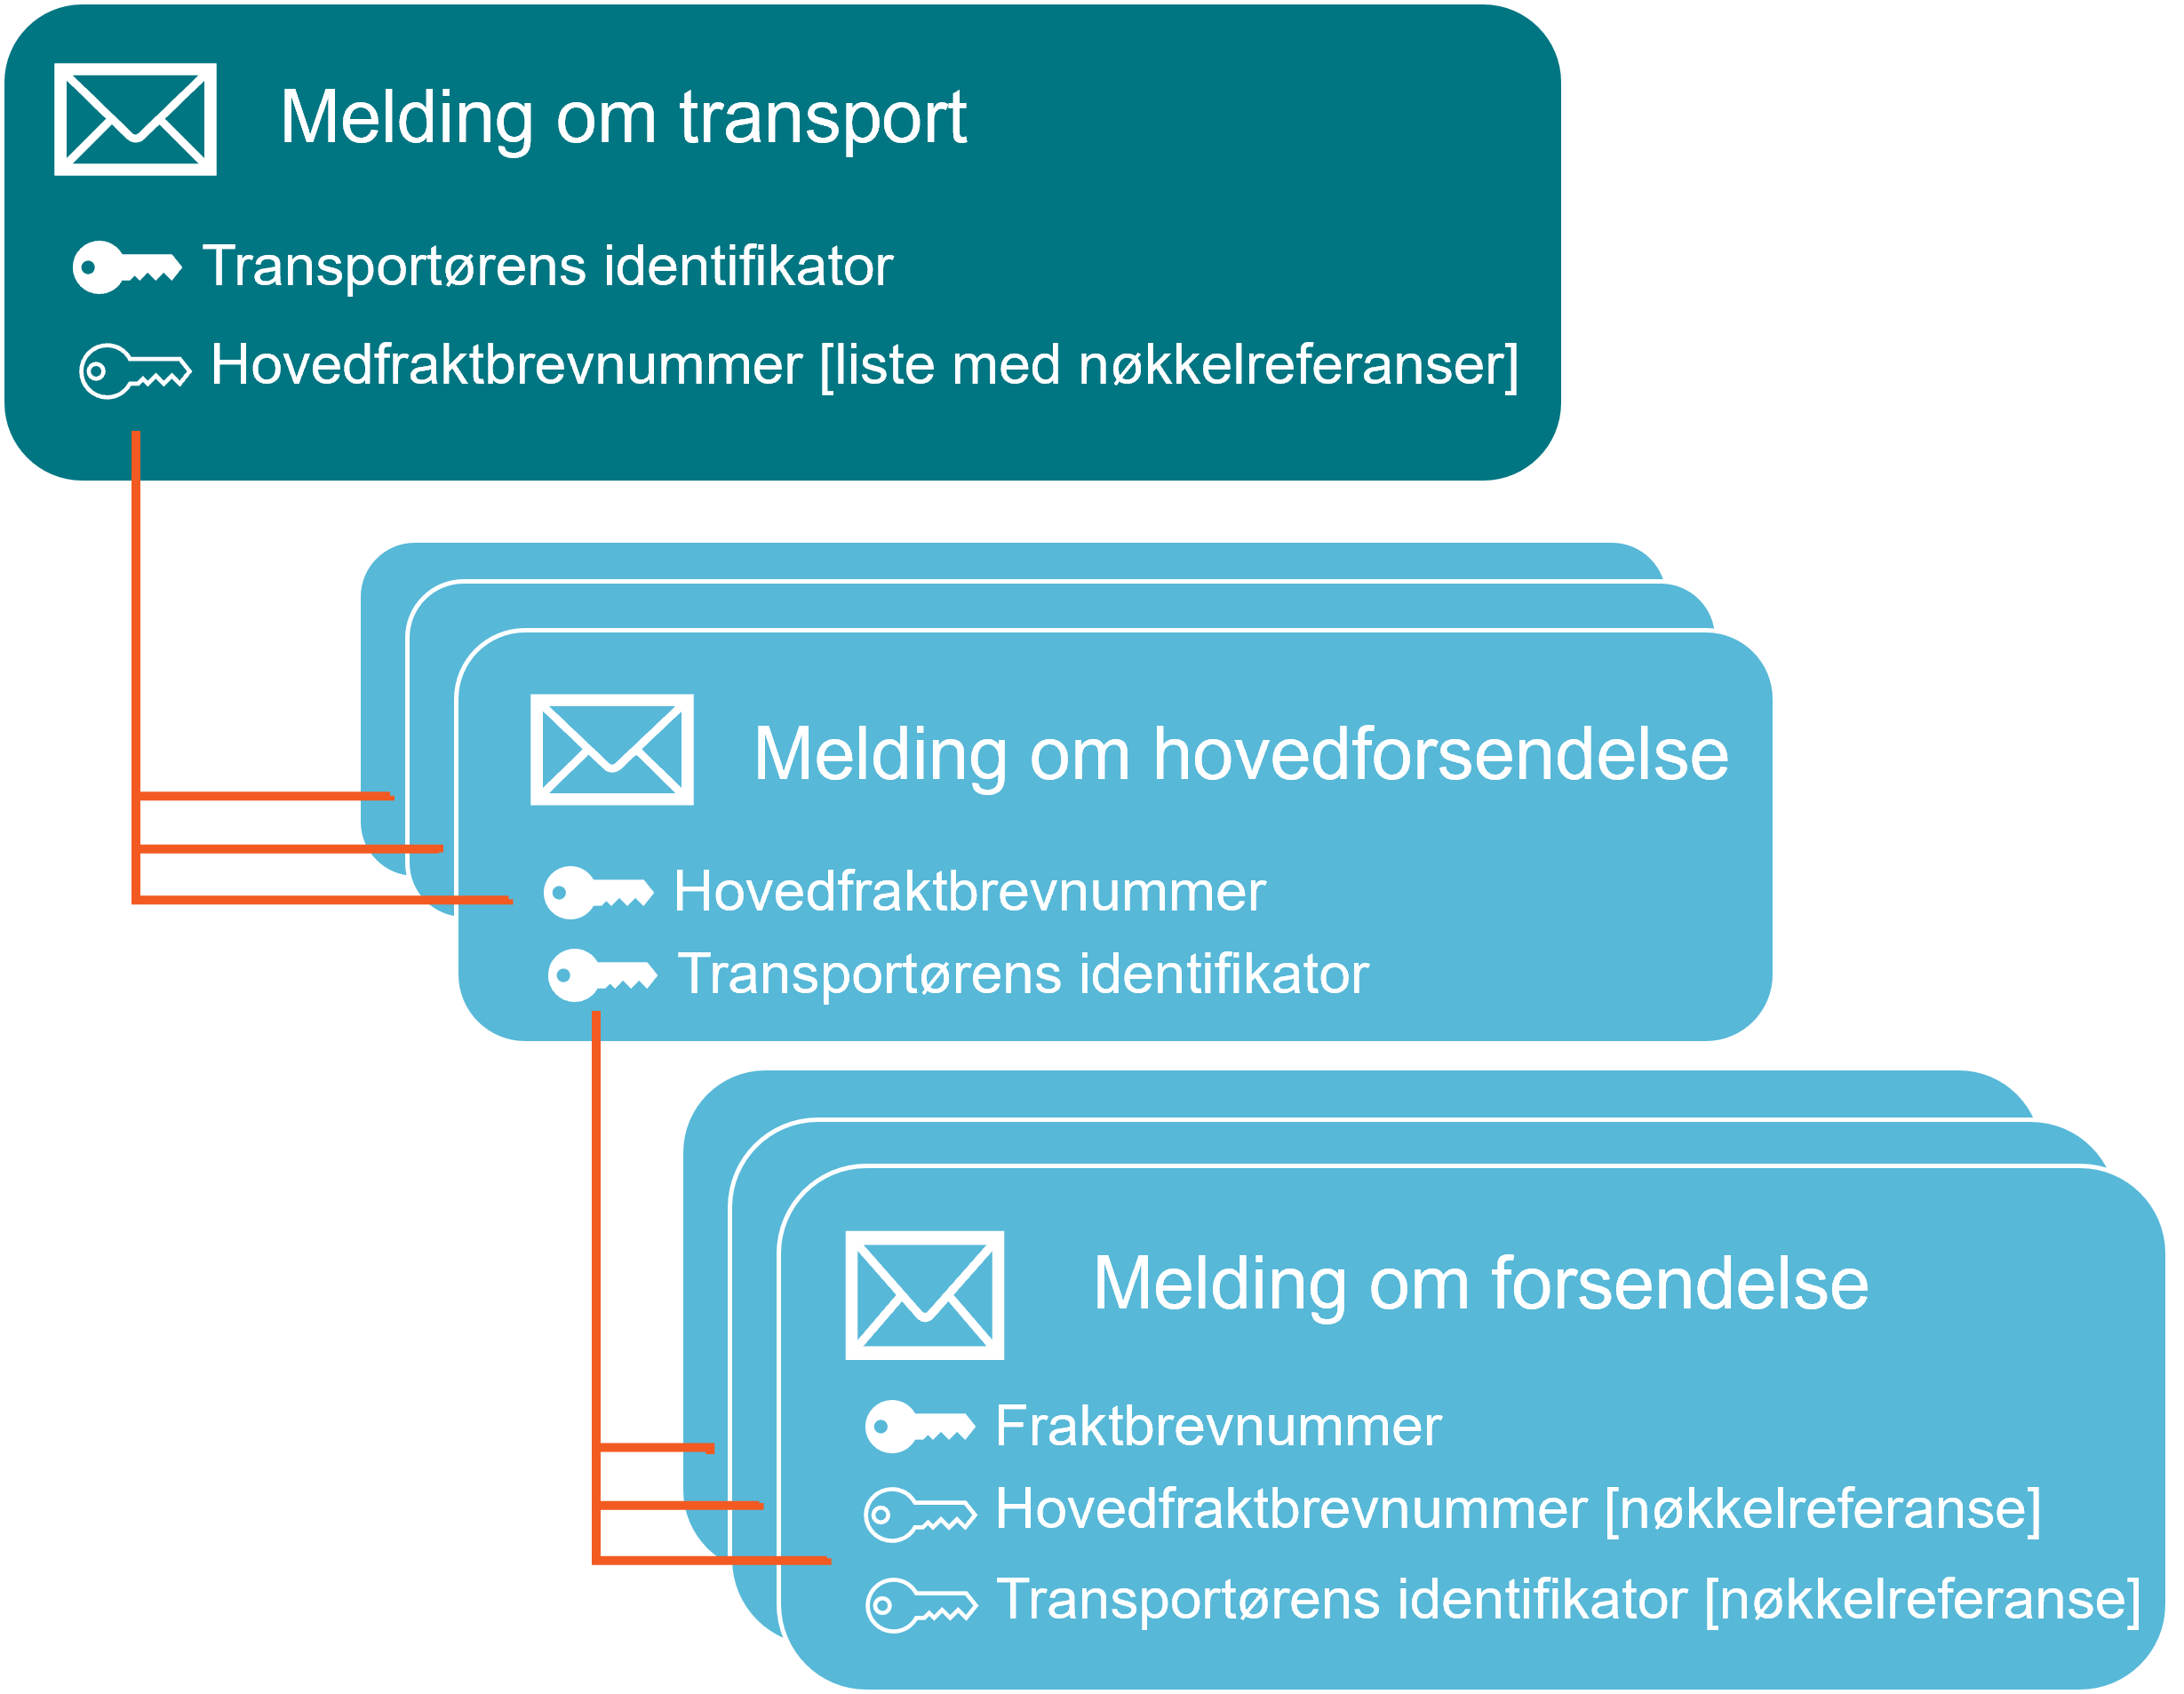 Melding om transport
Transportørens identifikator
Hovedfraktbrevnummer [liste med nøkkelreferanser]
Melding om hovedforsendelse
Hovedfraktbrevnummer
Transportørens identifikator
Melding om forsendelse
Fraktbrevnummer
Hovedfraktbrevnummer [nøkkelreferanse]
Transportørens identifikator [nøkkelreferanse]